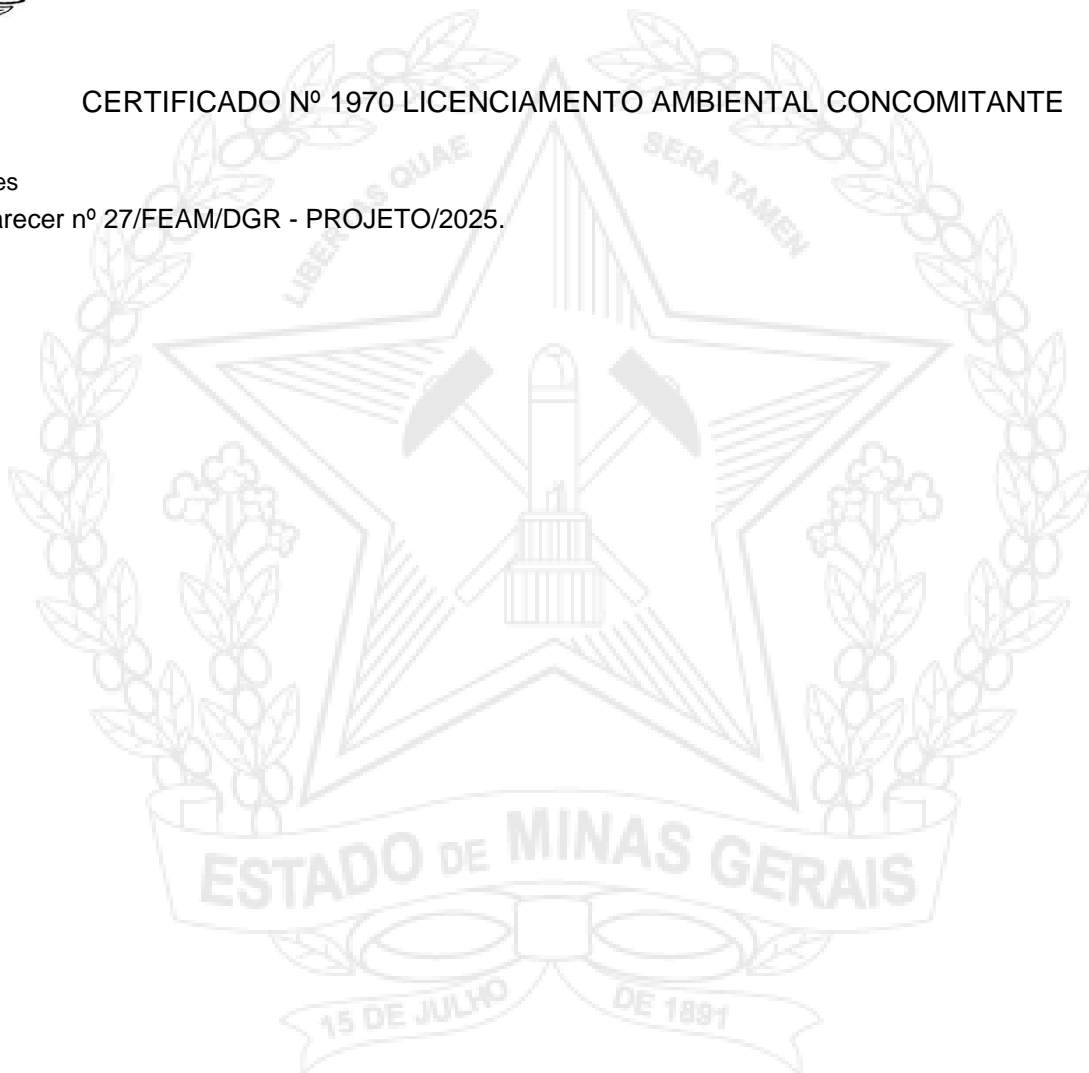 CERTIFICADO Nº 1970 LICENCIAMENTO AMBIENTAL CONCOMITANTE
LIBERTAS QUAE SERA TAMEN
es
arecer nº 27/FEAM/DGR - PROJETO/2025.
ESTADO DE MINAS GERAIS
15 DE JULHO DE 1891